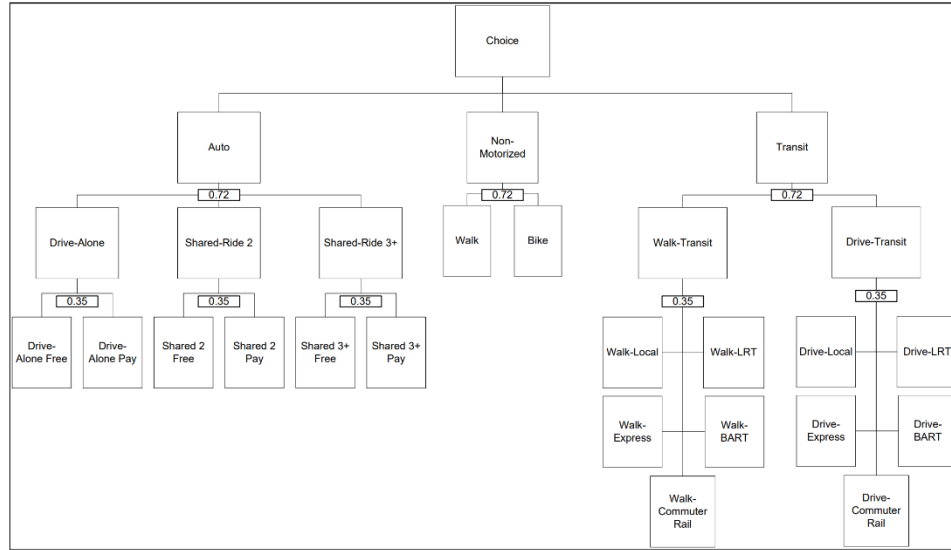 Choice
Auto
Non-
Motorized
Transit
0.72
0.72
0.72
Drive-Alone
Shared-Ride 2
Shared-Ride 3+
Walk
Bike
Walk-Transit
Drive-Transit
0.35
0.35
0.35
0.35
0.35
Drive-
Alone Free
Drive-
Alone Pay
Shared 2
Free
Shared 2
Pay
Shared 3+
Free
Shared 3+
Pay
Walk-Local
Walk-LRT
Drive-Local
Drive-LRT
Walk-
Express
Walk-
BART
Drive-
Express
Drive-
BART
Walk-
Commuter
Rail
Drive-
Commuter
Rail